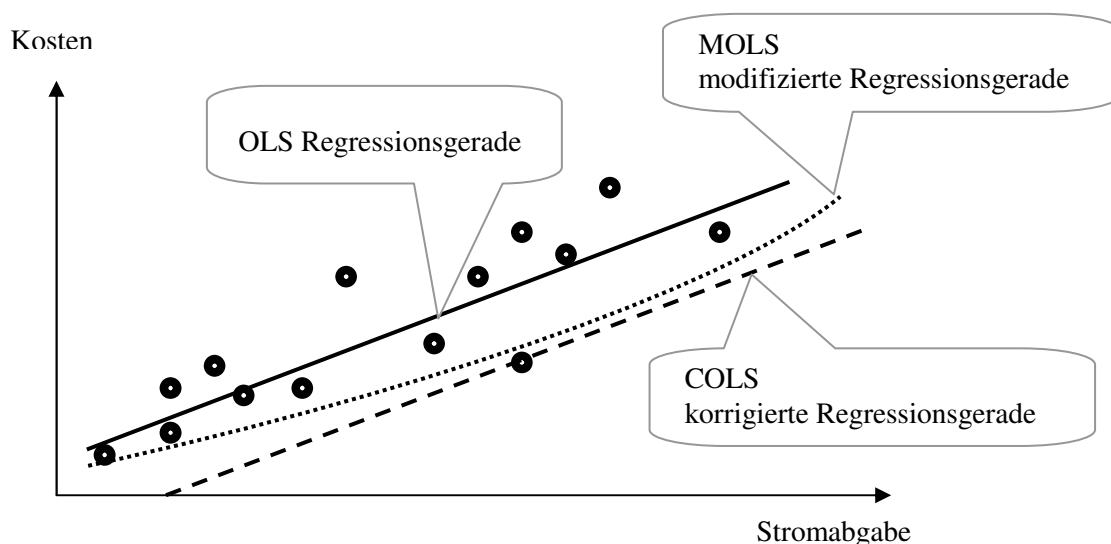 Kosten
MOLS
modifizierte Regressionsgerade
OLS Regressionsgerade
COLS
korrigierte Regressionsgerade
Stromabgabe